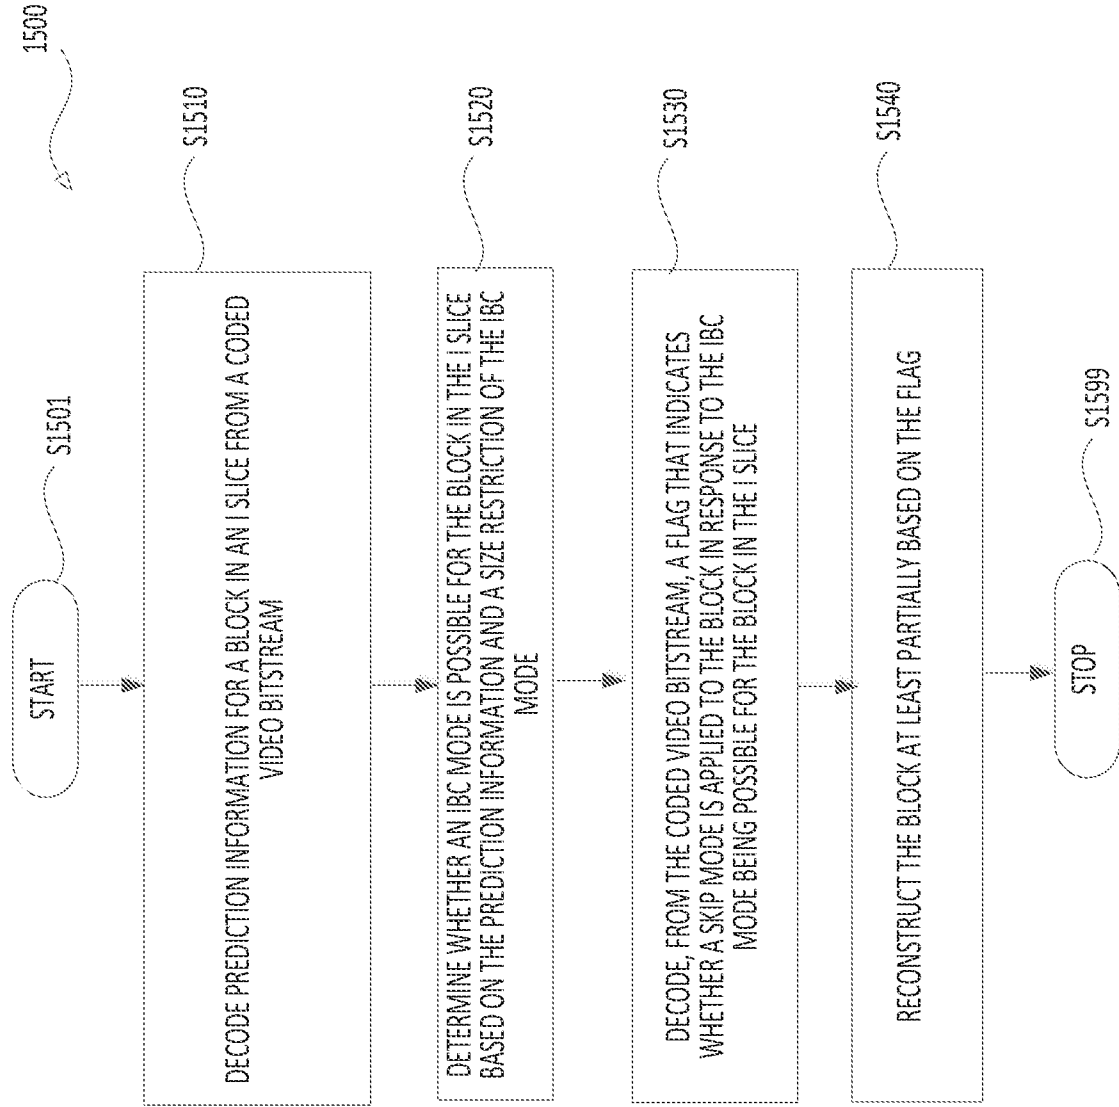 1500
START
S1501
DECODE PREDICTION INFORMATION FOR A BLOCK IN AN I SLICE FROM A CODED
VIDEO BITSTREAM
S1510
DETERMINE WHETHER AN IBC MODE IS POSSIBLE FOR THE BLOCK IN THE I SLICE
BASED ON THE PREDICTION INFORMATION AND A SIZE RESTRICTION OF THE IBC
MODE
S1520
DECODE, FROM THE CODED VIDEO BITSTREAM, A FLAG THAT INDICATES
WHETHER A SKIP MODE IS APPLIED TO THE BLOCK IN RESPONSE TO THE IBC
MODE BEING POSSIBLE FOR THE BLOCK IN THE I SLICE
S1530
RECONSTRUCT THE BLOCK AT LEAST PARTIALLY BASED ON THE FLAG
S1540
STOP
S1599